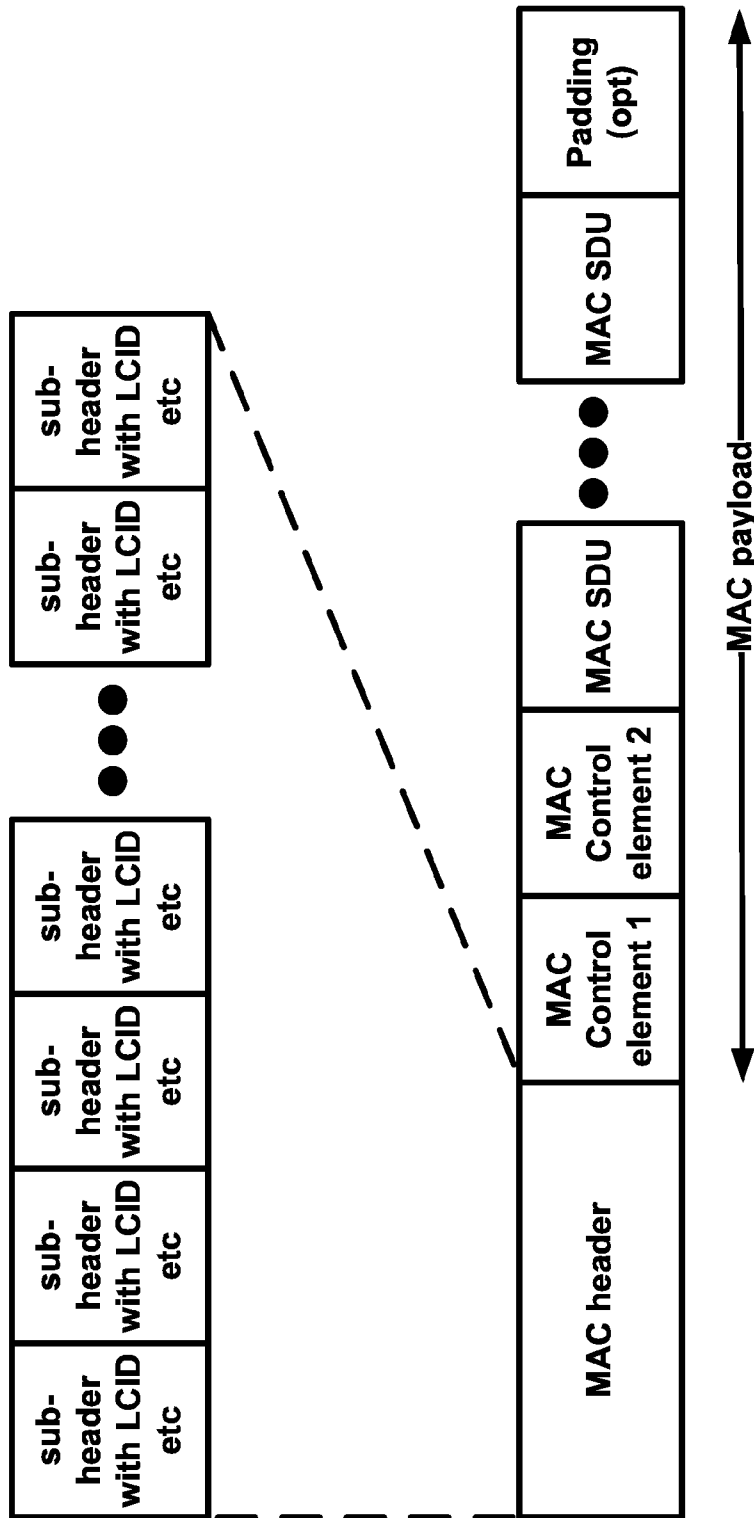 sub-
header
with LCID
etc
sub-
header
with LCID
etc
sub-
header
with LCID
etc
sub-
header
with LCID
etc
sub-
header
with LCID
etc
sub-
header
with LCID
etc
MAC header
MAC
Control
element 1
MAC
Control
element 2
MAC SDU
MAC SDU
Padding
(opt)
MAC payload